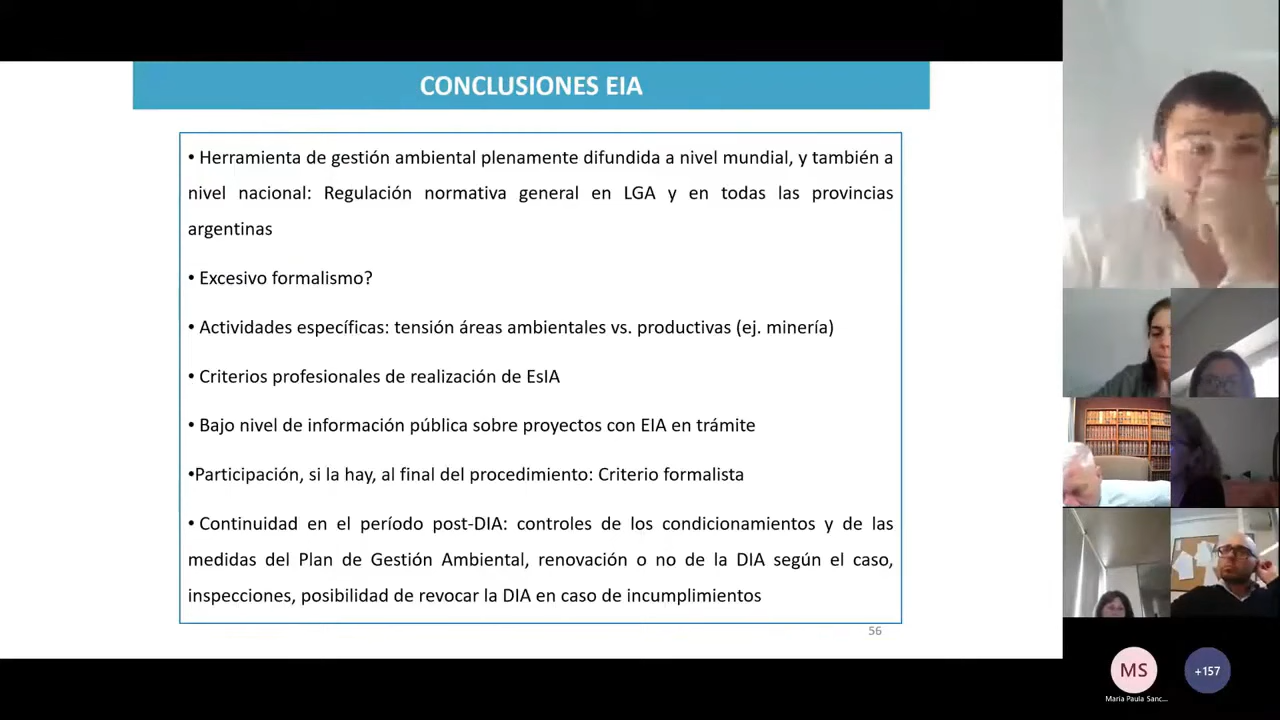 CONCLUSIONES EIA
• Herramienta de gestión ambiental plenamente difundida a nivel mundial, y también a
nivel nacional: Regulación normativa general en LGA y en todas las provincias
argentinas
• Excesivo formalismo?
• Actividades específicas: tensión áreas ambientales vs. productivas (ej. minería)
• Criterios profesionales de realización de EsIA
• Bajo nivel de información pública sobre proyectos con EIA en trámite
•Participación, si la hay, al final del procedimiento: Criterio formalista
• Continuidad en el período post-DIA: controles de los condicionamientos y de las
medidas del Plan de Gestión Ambiental, renovación o no de la DIA según el caso,
inspecciones, posibilidad de revocar la DIA en caso de incumplimientos
56
MS
+157
Maria Paula Sanc...